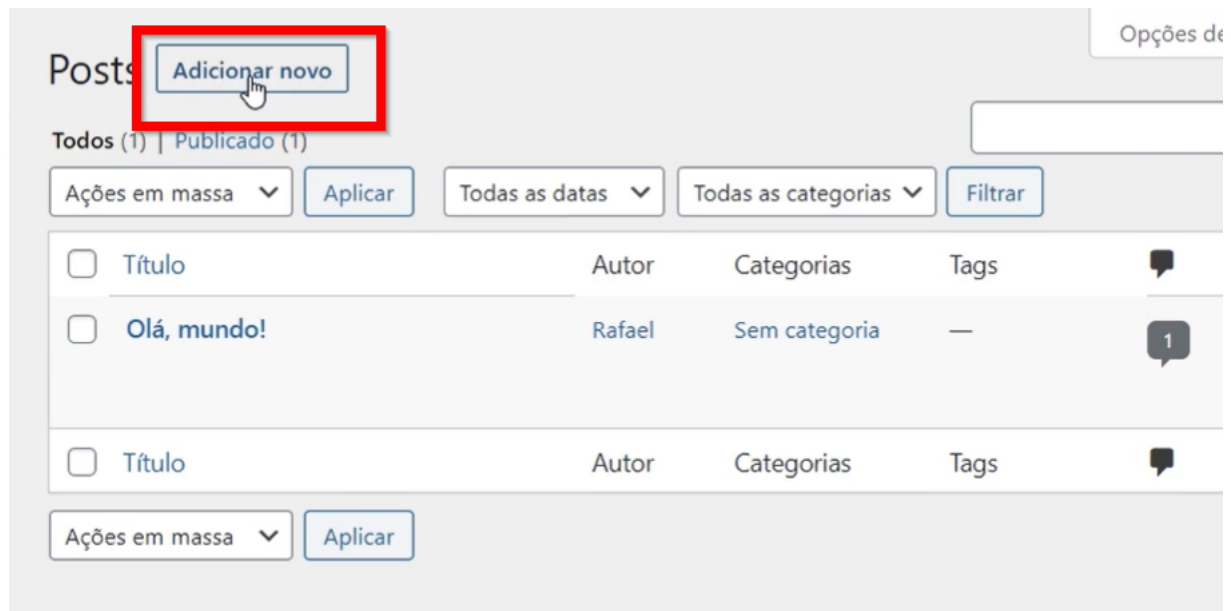 Opções de
Posts Adicionar novo
Todos (1) | Publicado (1)
Ações em massa Aplicar Todas as datas Todas as categorias Filtrar
Título Autor Categorias Tags
Olá, mundo! Rafael Sem categoria — 1
Título Autor Categorias Tags
Ações em massa Aplicar